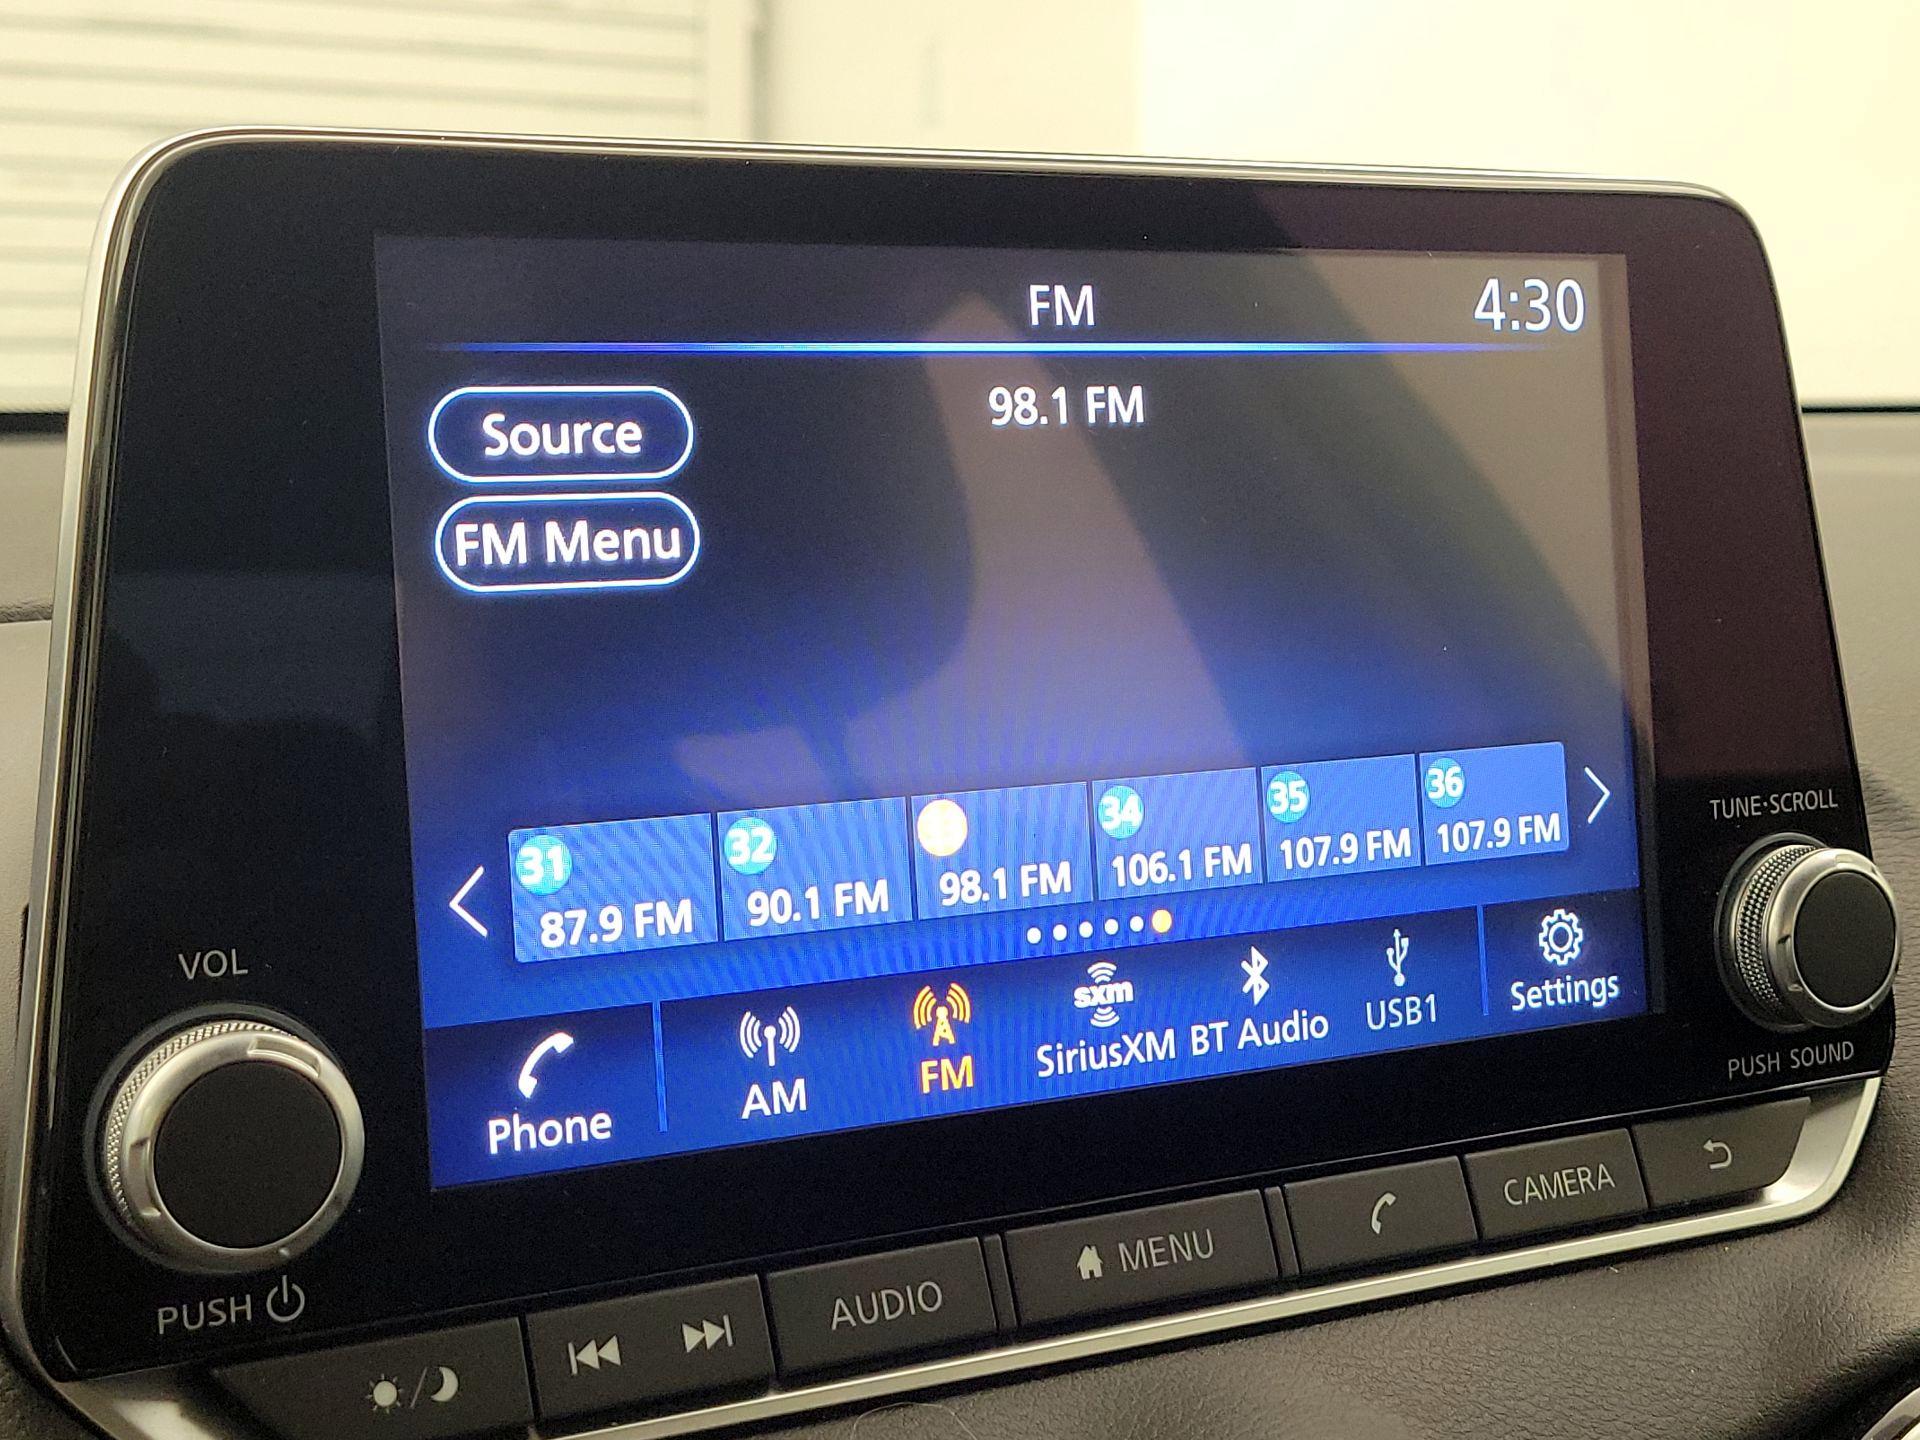 FM
4:30
98.1 FM
Source
FM Menu
31
32
34
35
36
87.9 FM
90.1 FM
98.1 FM
106.1 FM
107.9 FM
107.9 FM
Phone
AM
FM
sxm
SiriusXM
BT Audio
USB1
Settings
VOL
PUSH
TUNE·SCROLL
PUSH SOUND
AUDIO
MENU
CAMERA